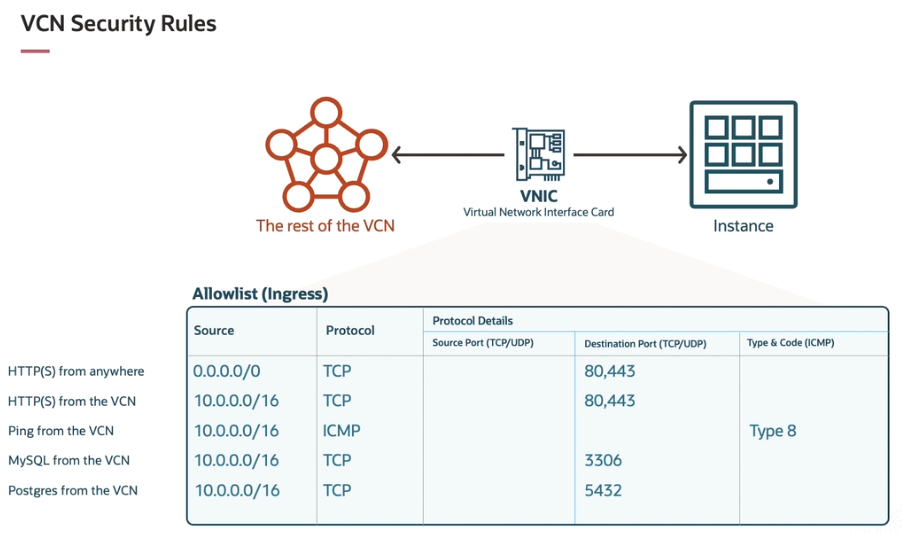 VCN Security Rules
The rest of the VCN
VNIC
Virtual Network Interface Card
Instance
Allowlist (Ingress)
Source Protocol Protocol Details
Source Port (TCP/UDP) Destination Port (TCP/UDP) Type & Code (ICMP)
HTTP(S) from anywhere 0.0.0.0/0 TCP 80,443
HTTP(S) from the VCN 10.0.0.0/16 TCP 80,443
Ping from the VCN 10.0.0.0/16 ICMP Type 8
MySQL from the VCN 10.0.0.0/16 TCP 3306
Postgres from the VCN 10.0.0.0/16 TCP 5432